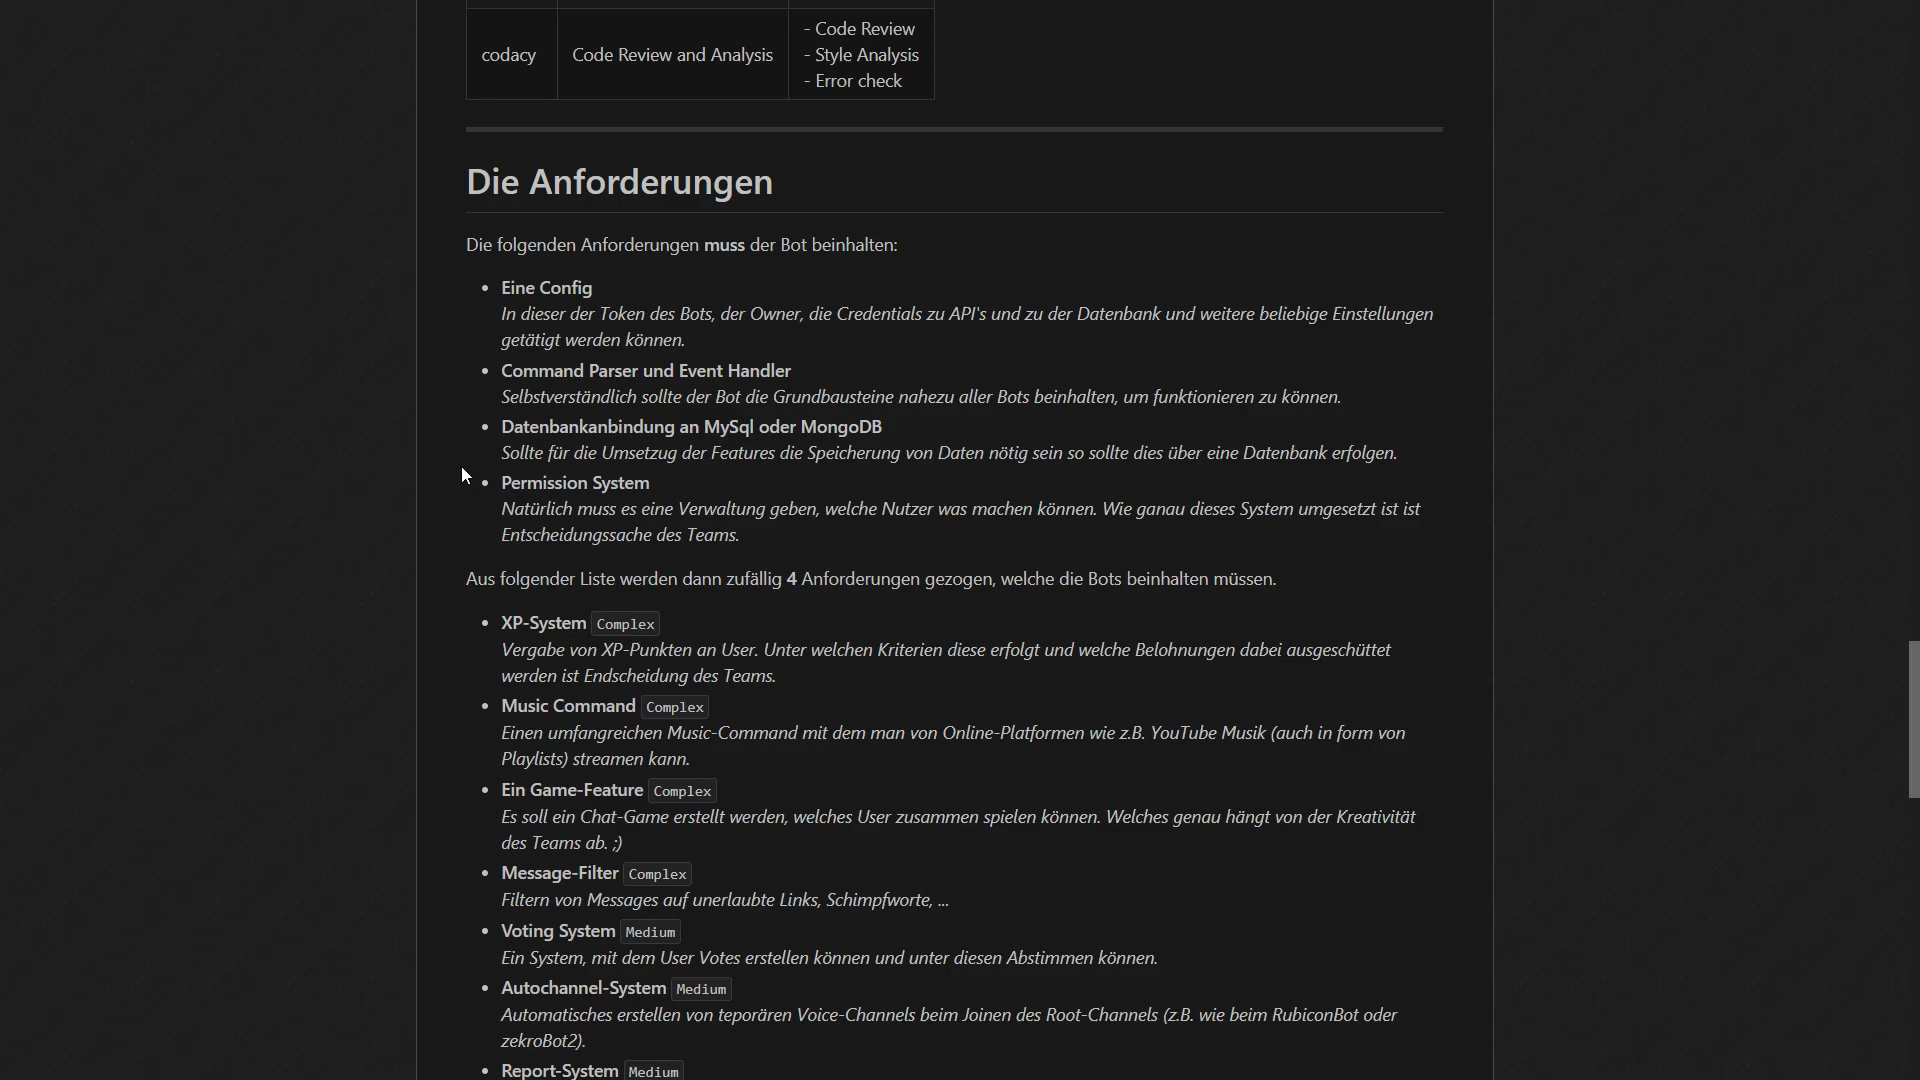 codacy
Code Review and Analysis
- Code Review
- Style Analysis
- Error check
Die Anforderungen
Die folgenden Anforderungen muss der Bot beinhalten:
Eine Config
In dieser der Token des Bots, der Owner, die Credentials zu API's und zu der Datenbank und weitere beliebige Einstellungen
getätigt werden können.
Command Parser und Event Handler
Selbstverständlich sollte der Bot die Grundbausteine nahezu aller Bots beinhalten, um funktionieren zu können.
Datenbankanbindung an MySql oder MongoDB
Sollte für die Umsetzug der Features die Speicherung von Daten nötig sein so sollte dies über eine Datenbank erfolgen.
Permission System
Natürlich muss es eine Verwaltung geben, welche Nutzer was machen können. Wie ganau dieses System umgesetzt ist ist
Entscheidungssache des Teams.
Aus folgender Liste werden dann zufällig 4 Anforderungen gezogen, welche die Bots beinhalten müssen.
XP-System Complex
Vergabe von XP-Punkten an User. Unter welchen Kriterien diese erfolgt und welche Belohnungen dabei ausgeschüttet
werden ist Endscheidung des Teams.
Music Command Complex
Einen umfangreichen Music-Command mit dem man von Online-Platformen wie z.B. YouTube Musik (auch in form von
Playlists) streamen kann.
Ein Game-Feature Complex
Es soll ein Chat-Game erstellt werden, welches User zusammen spielen können. Welches genau hängt von der Kreativität
des Teams ab. ;)
Message-Filter Complex
Filtern von Messages auf unerlaubte Links, Schimpfworte, ...
Voting System Medium
Ein System, mit dem User Votes erstellen können und unter diesen Abstimmen können.
Autochannel-System Medium
Automatisches erstellen von teporären Voice-Channels beim Joinen des Root-Channels (z.B. wie beim RubiconBot oder
zekroBot2).
Report-System Medium